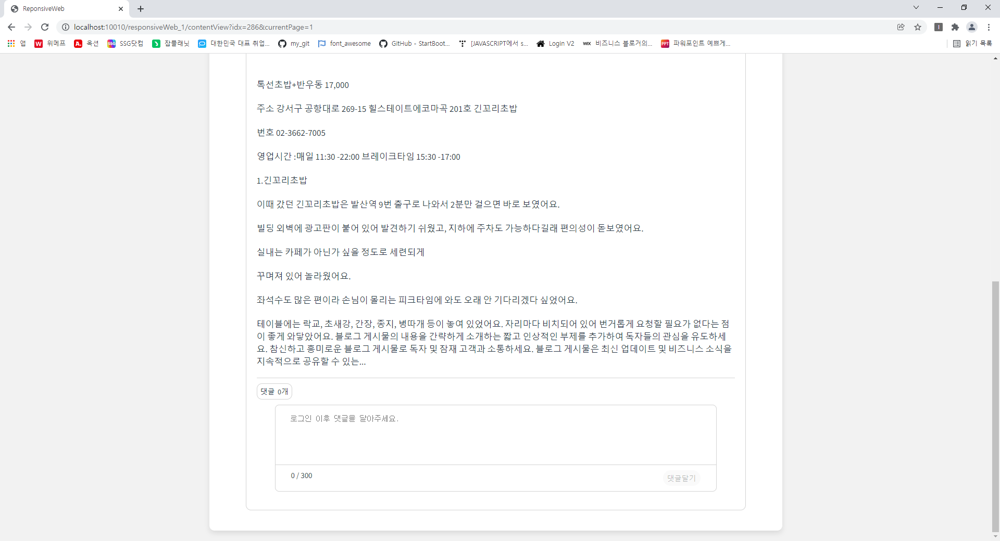 ReponsiveWeb
localhost:10010/responsiveWeb_1/contentView?idx=286&currentPage=1
앱 W 위메프 A. 옥션 SSG SSG닷컴 잡플래닛 대한민국 대표 취업... my_git font_awesome GitHub - StartBoot... [JAVASCRIPT에서 s... Login V2 WIX 비즈니스 블로거의... PPT 파워포인트 예쁘게... 읽기 목록
톡선초밥+반우동 17,000
주소 강서구 공항대로 269-15 힐스테이트에코마곡 201호 긴꼬리초밥
번호 02-3662-7005
영업시간 :매일 11:30 -22:00 브레이크타임 15:30 -17:00
1.긴꼬리초밥
이때 갔던 긴꼬리초밥은 발산역 9번 출구로 나와서 2분만 걸으면 바로 보였어요.
빌딩 외벽에 광고판이 붙어 있어 발견하기 쉬웠고, 지하에 주차도 가능하다길래 편의성이 돋보였어요.
실내는 카페가 아닌가 싶을 정도로 세련되게
꾸며져 있어 놀라웠어요.
좌석수도 많은 편이라 손님이 몰리는 피크타임에 와도 오래 안 기다리겠다 싶었어요.
테이블에는 락교, 초새강, 간장, 종지, 병따개 등이 놓여 있었어요. 자리마다 비치되어 있어 번거롭게 요청할 필요가 없다는 점
이 좋게 와닿았어요. 블로그 게시물의 내용을 간략하게 소개하는 짧고 인상적인 부제를 추가하여 독자들의 관심을 유도하세
요. 참신하고 흥미로운 블로그 게시물로 독자 및 잠재 고객과 소통하세요. 블로그 게시물은 최신 업데이트 및 비즈니스 소식을
지속적으로 공유할 수 있는...
댓글 0개
로그인 이후 댓글을 달아주세요.
0 / 300
댓글달기